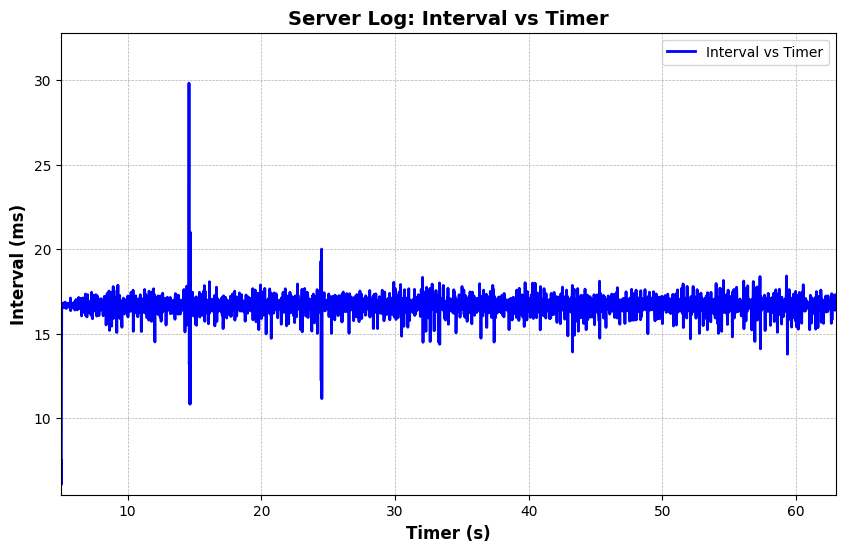 Server Log: Interval vs Timer
Interval vs Timer
30
25
20
15
10
Interval (ms)
10 20 30 40 50 60
Timer (s)